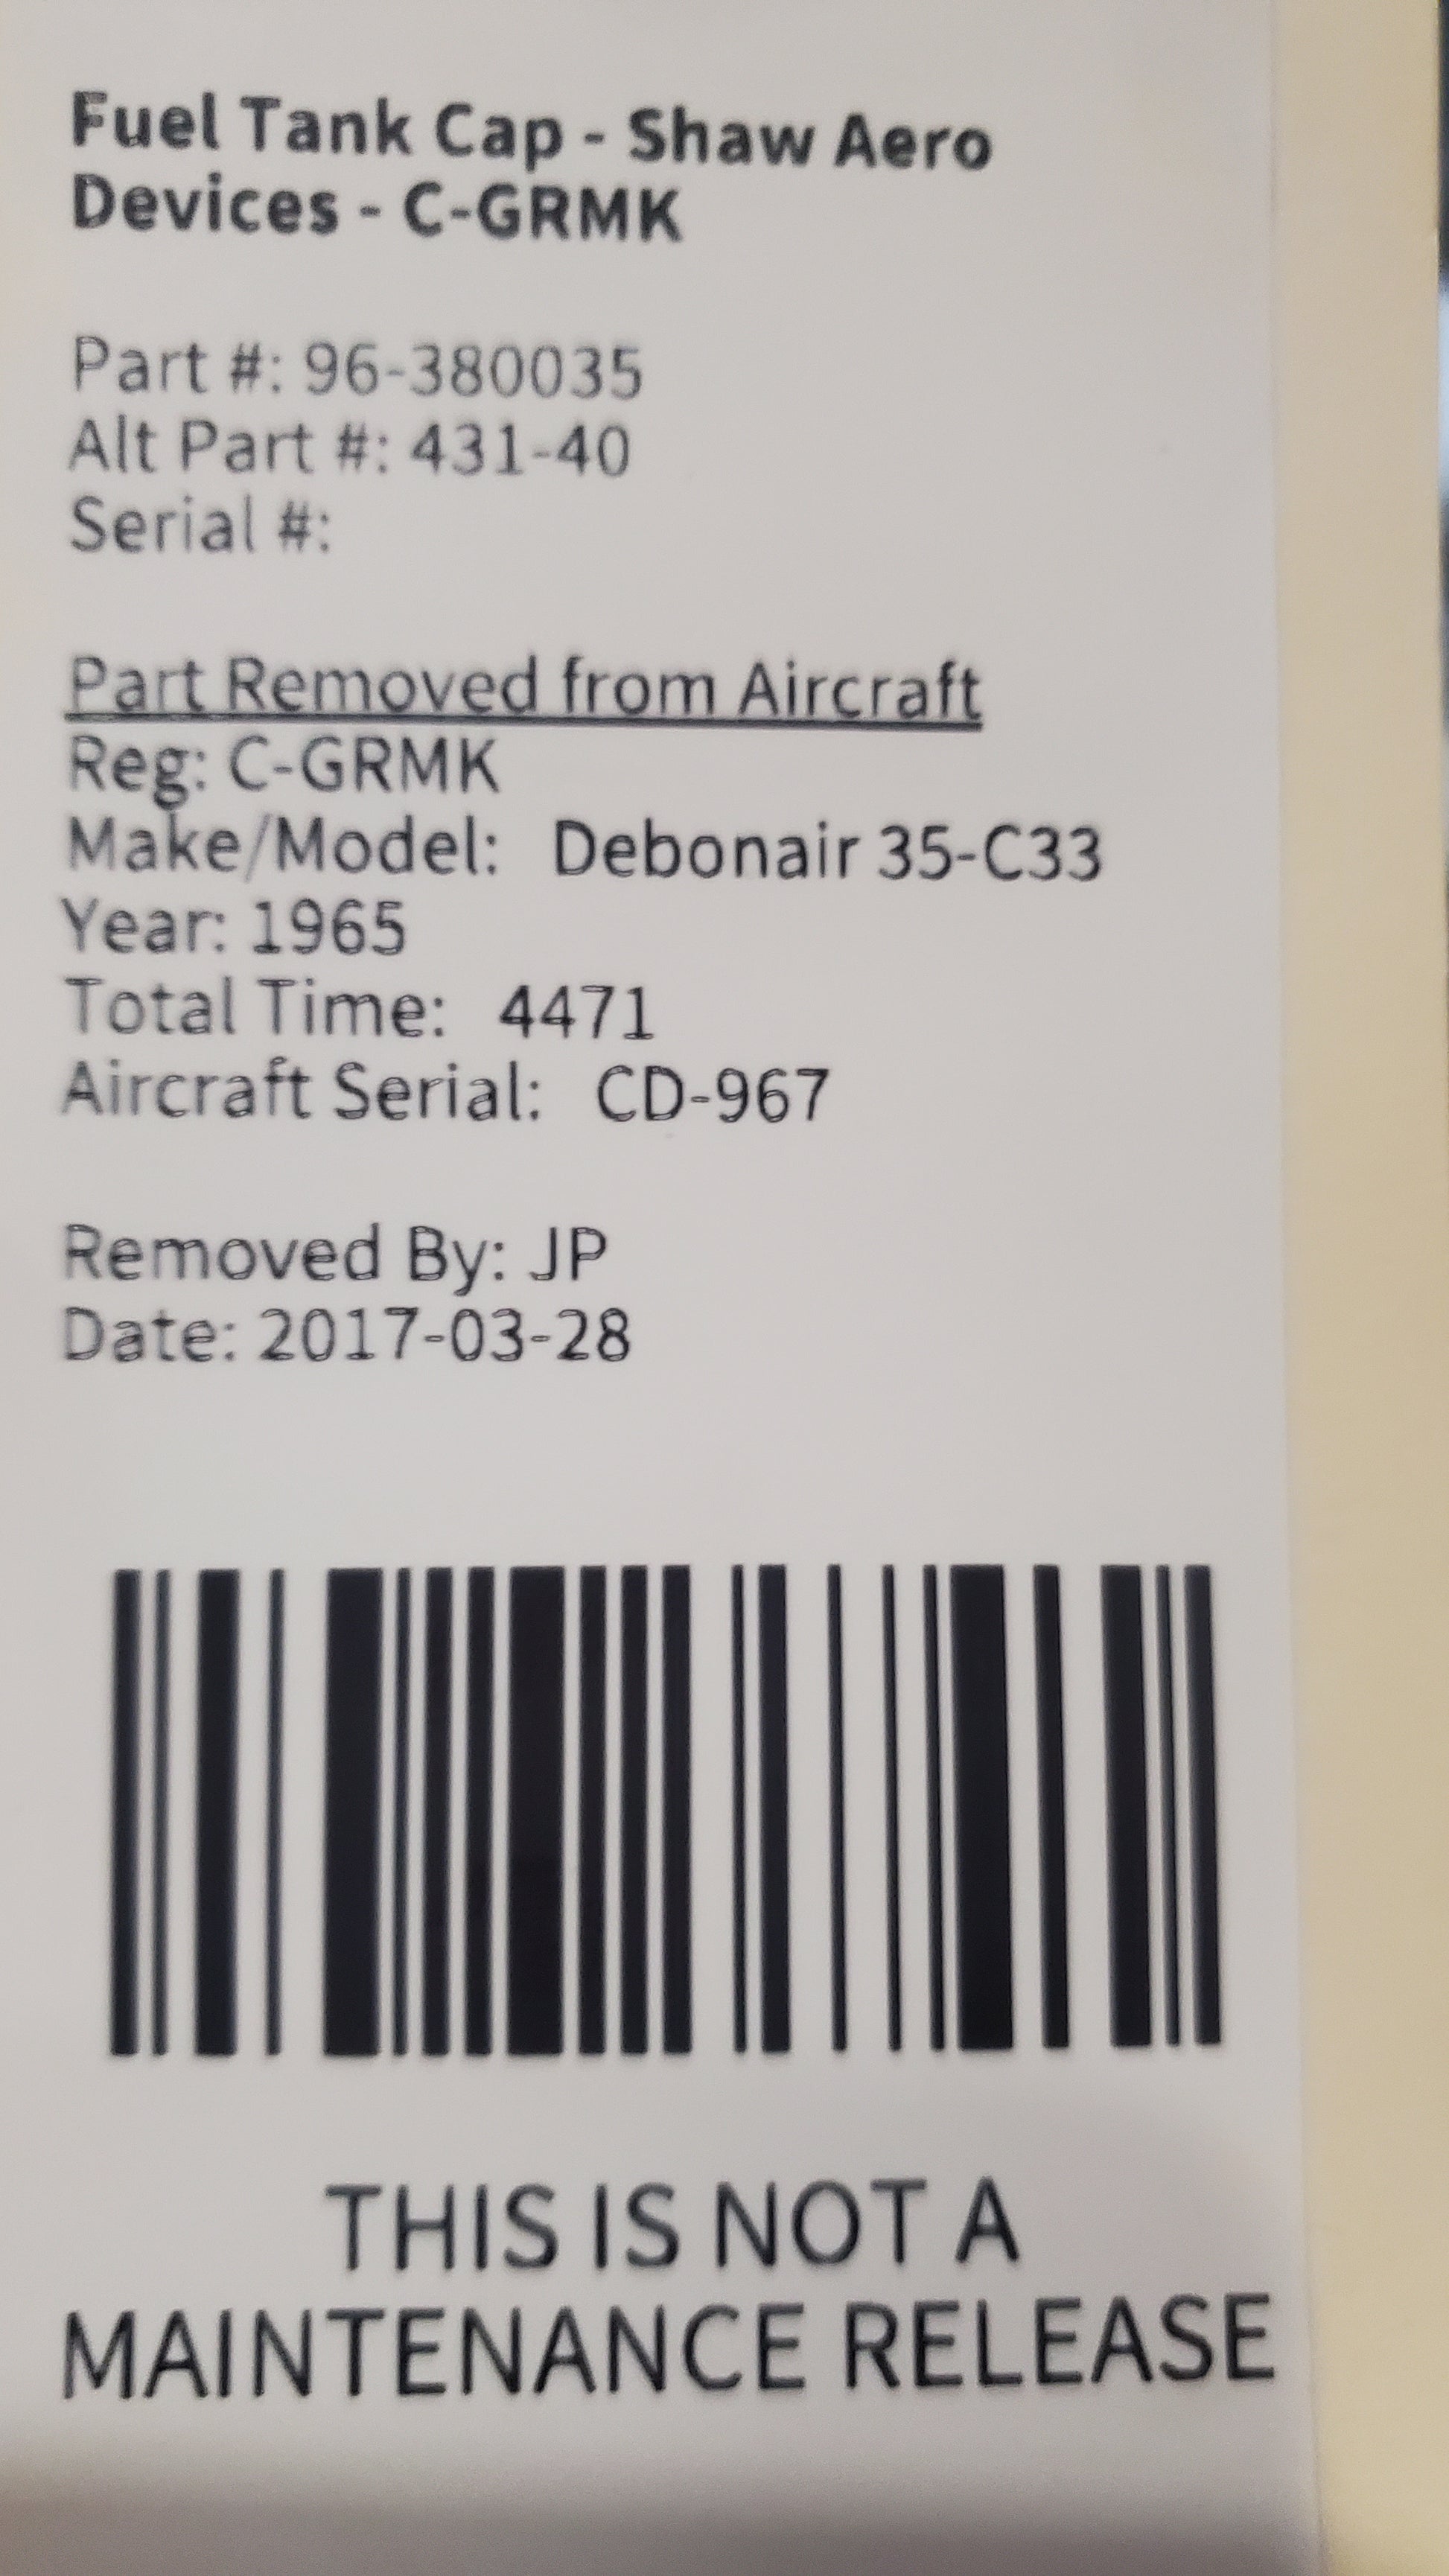 Fuel Tank Cap - Shaw Aero
Devices - C-GRMK
Part #: 96-380035
Alt Part #: 431-40
Serial #:
Part Removed from Aircraft
Reg: C-GRMK
Make/Model: Debonair 35-C33
Year: 1965
Total Time: 4471
Aircraft Serial: CD-967
Removed By: JP
Date: 2017-03-28
THIS IS NOT A
MAINTENANCE RELEASE